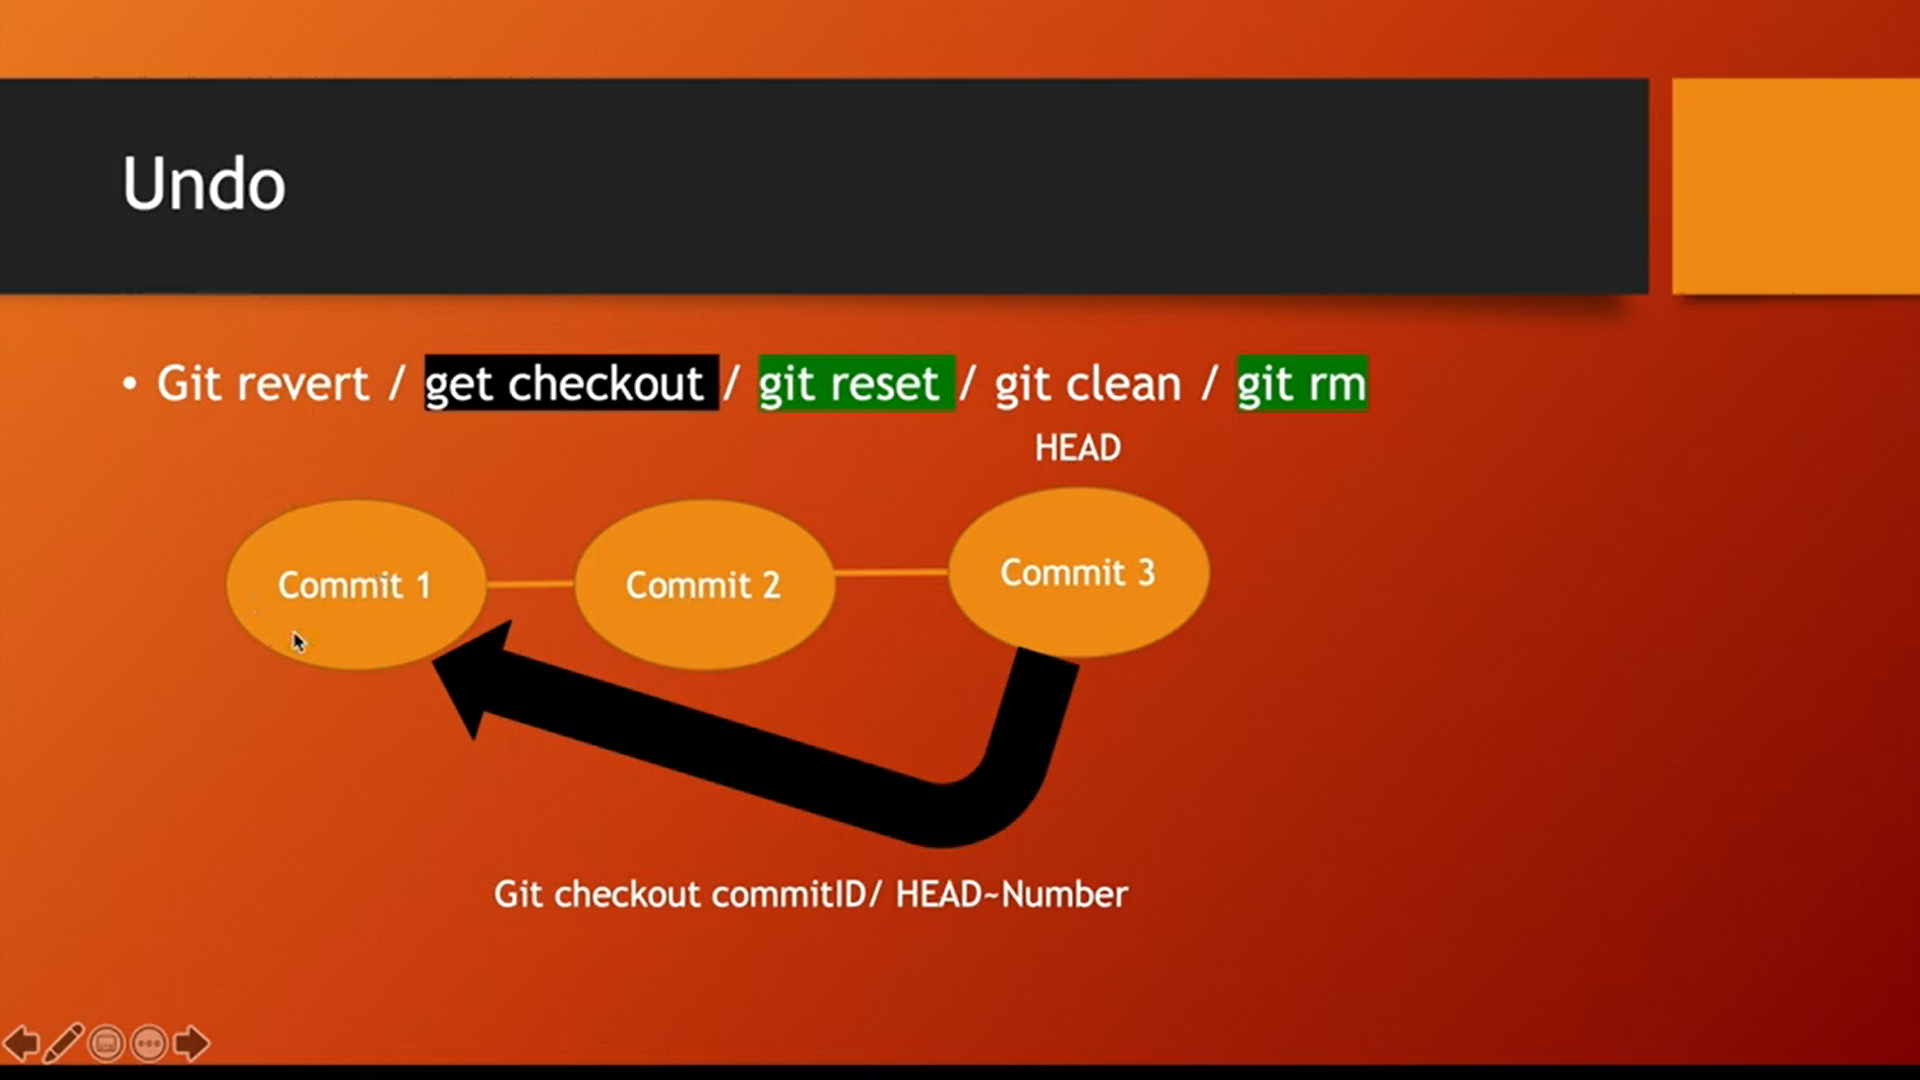 Undo
• Git revert / get checkout / git reset / git clean / git rm
HEAD
Commit 1
Commit 2
Commit 3
Git checkout commitID/ HEAD~Number